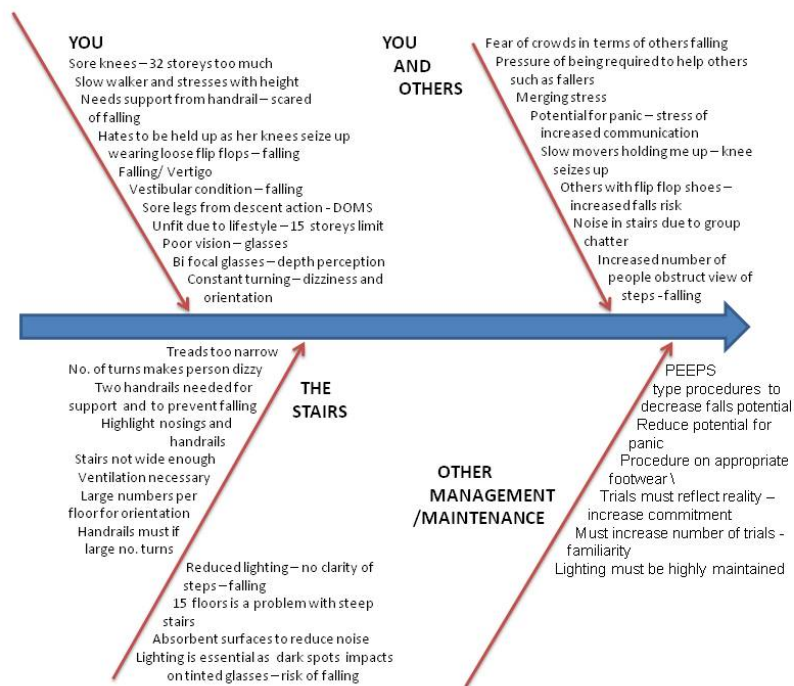 YOU
Sore knees – 32 storeys too much
Slow walker and stresses with height
Needs support from handrail – scared
of falling
Hates to be held up as her knees seize up
wearing loose flip flops – falling
Falling/ Vertigo
Vestibular condition – falling
Sore legs from descent action - DOMS
Unfit due to lifestyle – 15 storeys limit
Poor vision – glasses
Bi focal glasses – depth perception
Constant turning – dizziness and
orientation
YOU
AND
OTHERS
Fear of crowds in terms of others falling
Pressure of being required to help others
such as fallers
Merging stress
Potential for panic – stress of
increased communication
Slow movers holding me up – knee
seizes up
Others with flip flop shoes –
increased falls risk
Noise in stairs due to group
chatter
Increased number of
people obstruct view of
steps -falling
Treads too narrow
No. of turns makes person dizzy
Two handrails needed for
support and to prevent falling
Highlight nosings and
handrails
Stairs not wide enough
Ventilation necessary
Large numbers per
floor for orientation
Handrails must if
large no. turns
THE
STAIRS
Reduced lighting – no clarity of
steps – falling
15 floors is a problem with steep
stairs
Absorbent surfaces to reduce noise
Lighting is essential as dark spots impacts
on tinted glasses – risk of falling
OTHER
MANAGEMENT
/MAINTENANCE
PEEPS
type procedures to
decrease falls potential
Reduce potential for
panic
Procedure on appropriate
footwear \
Trials must reflect reality –
increase commitment
Must increase number of trials -
familiarity
Lighting must be highly maintained